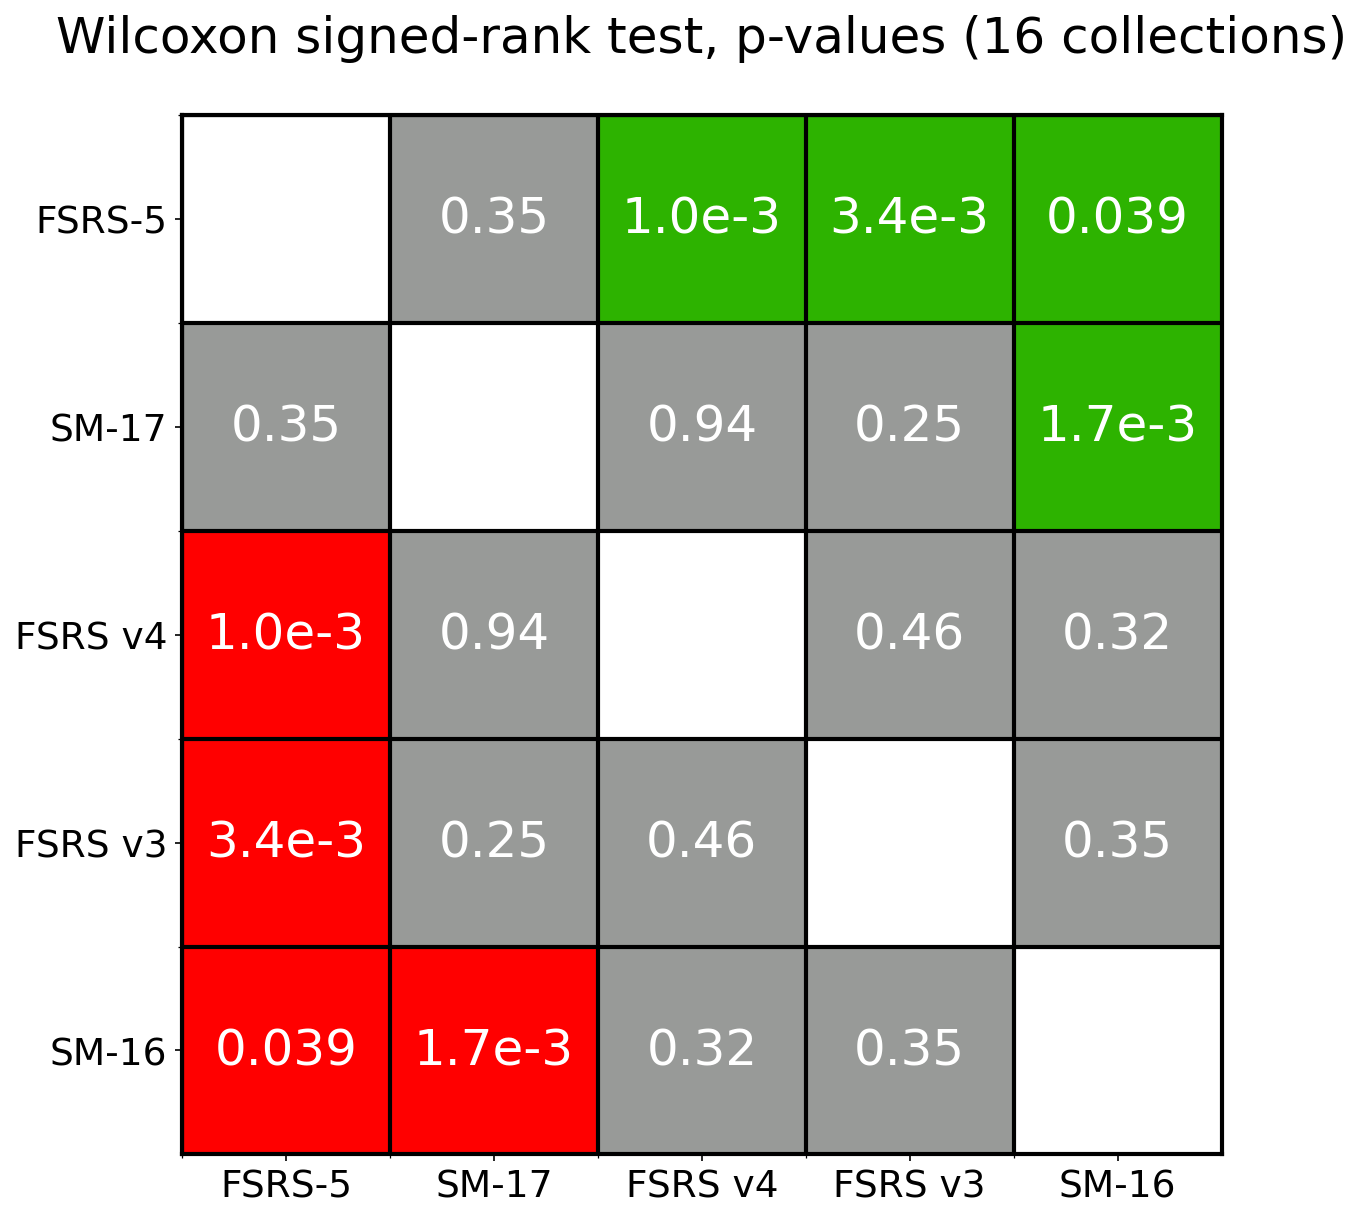 Wilcoxon signed-rank test, p-values (16 collections)
FSRS-5 0.35 1.0e-3 3.4e-3 0.039
SM-17 0.35 0.94 0.25 1.7e-3
FSRS v4 1.0e-3 0.94 0.46 0.32
FSRS v3 3.4e-3 0.25 0.46 0.35
SM-16 0.039 1.7e-3 0.32 0.35
FSRS-5 SM-17 FSRS v4 FSRS v3 SM-16